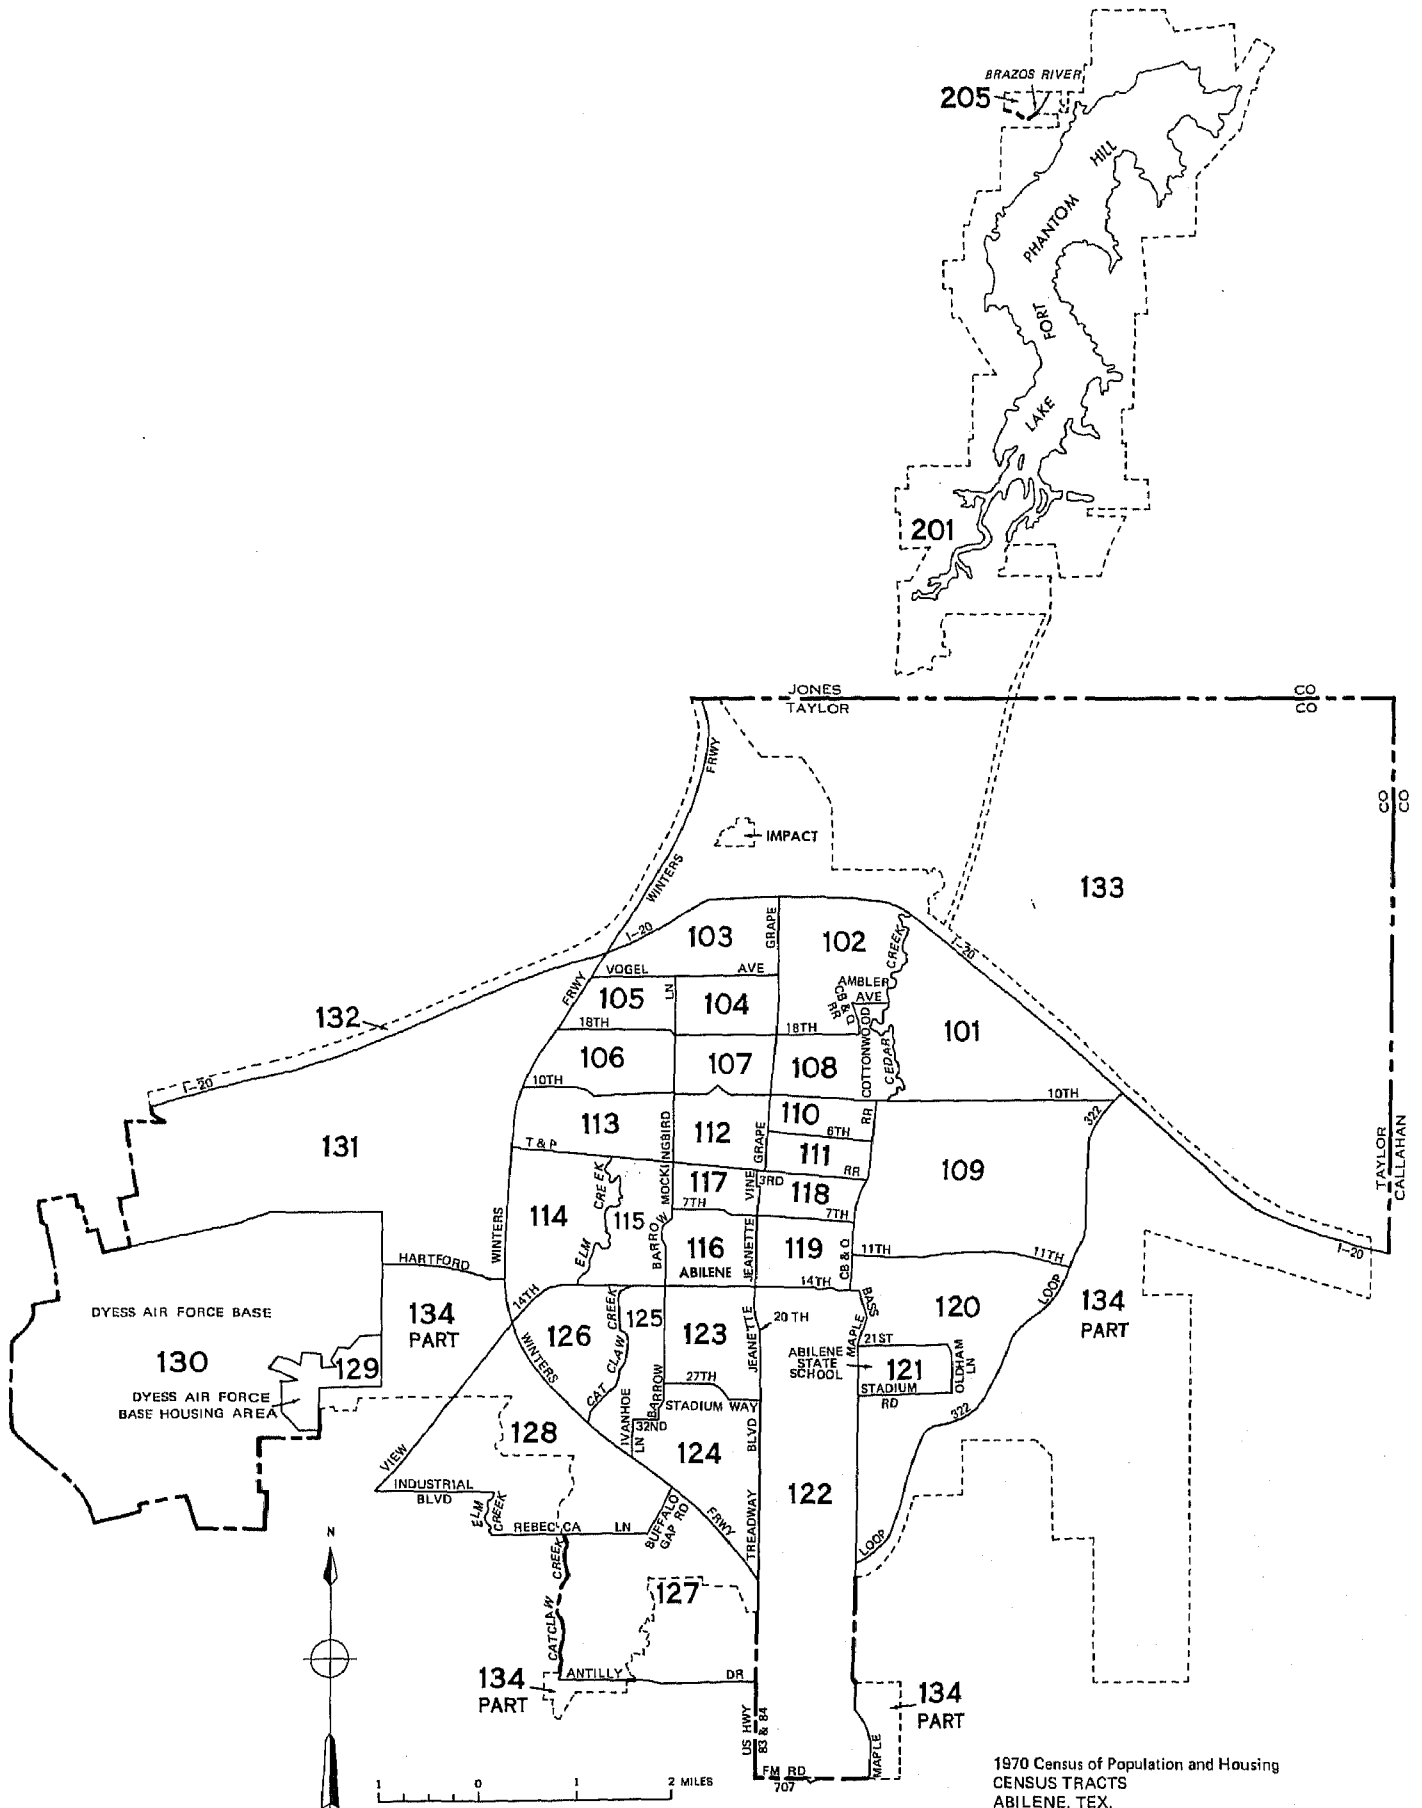 BRAZOS RIVER
205
HILL
PHANTOM
FORT
LAKE
201
JONES CO
TAYLOR CO
FRWY
CO
CO
IMPACT
WINTERS
133
I-20
103
GRAPE
102
CREEK
I-20
VOGEL AVE
FRWY
LN
AMBLER
AVE
CB & Q
RR
105
104
132
18TH
18TH
COTTONWOOD
CEDAR
101
106
107
108
I-20
10TH
10TH
322
113
MOCKINGBIRD
112
GRAPE
110
6TH
RR
111
RR
109
TAYLOR
CALLAHAN
131
T & P
CREEK
117
VINE
3RD
118
114
115
7TH
7TH
WINTERS
ELM
BARROW
116
ABILENE
JEANETTE
119
CB & Q
11TH
11TH
I-20
HARTFORD
14TH
14TH
LOOP
DYESS AIR FORCE BASE
134
PART
CREEK
125
BASS
120
134
PART
126
CLAW
CAT
123
JEANETTE
20 TH
MAPLE
21ST
130
129
WINTERS
ABILENE
STATE
SCHOOL
121
OLDHAM
LN
DYESS AIR FORCE
BASE HOUSING AREA
27TH
STADIUM
RD
IVANHOE
LN
BARROW
STADIUM WAY
32ND
322
128
VIEW
124
BLVD
INDUSTRIAL
BLVD
122
ELM
CREEK
REBECCA LN
BUFFALO
GAP RD
FRWY
TREADWAY
LOOP
N
CREEK
CATCLAW
127
134
PART
ANTILLY DR
134
PART
US HWY
83 & 84
MAPLE
FM RD
707
1 0 1 2 MILES
1970 Census of Population and Housing
CENSUS TRACTS
ABILENE, TEX.